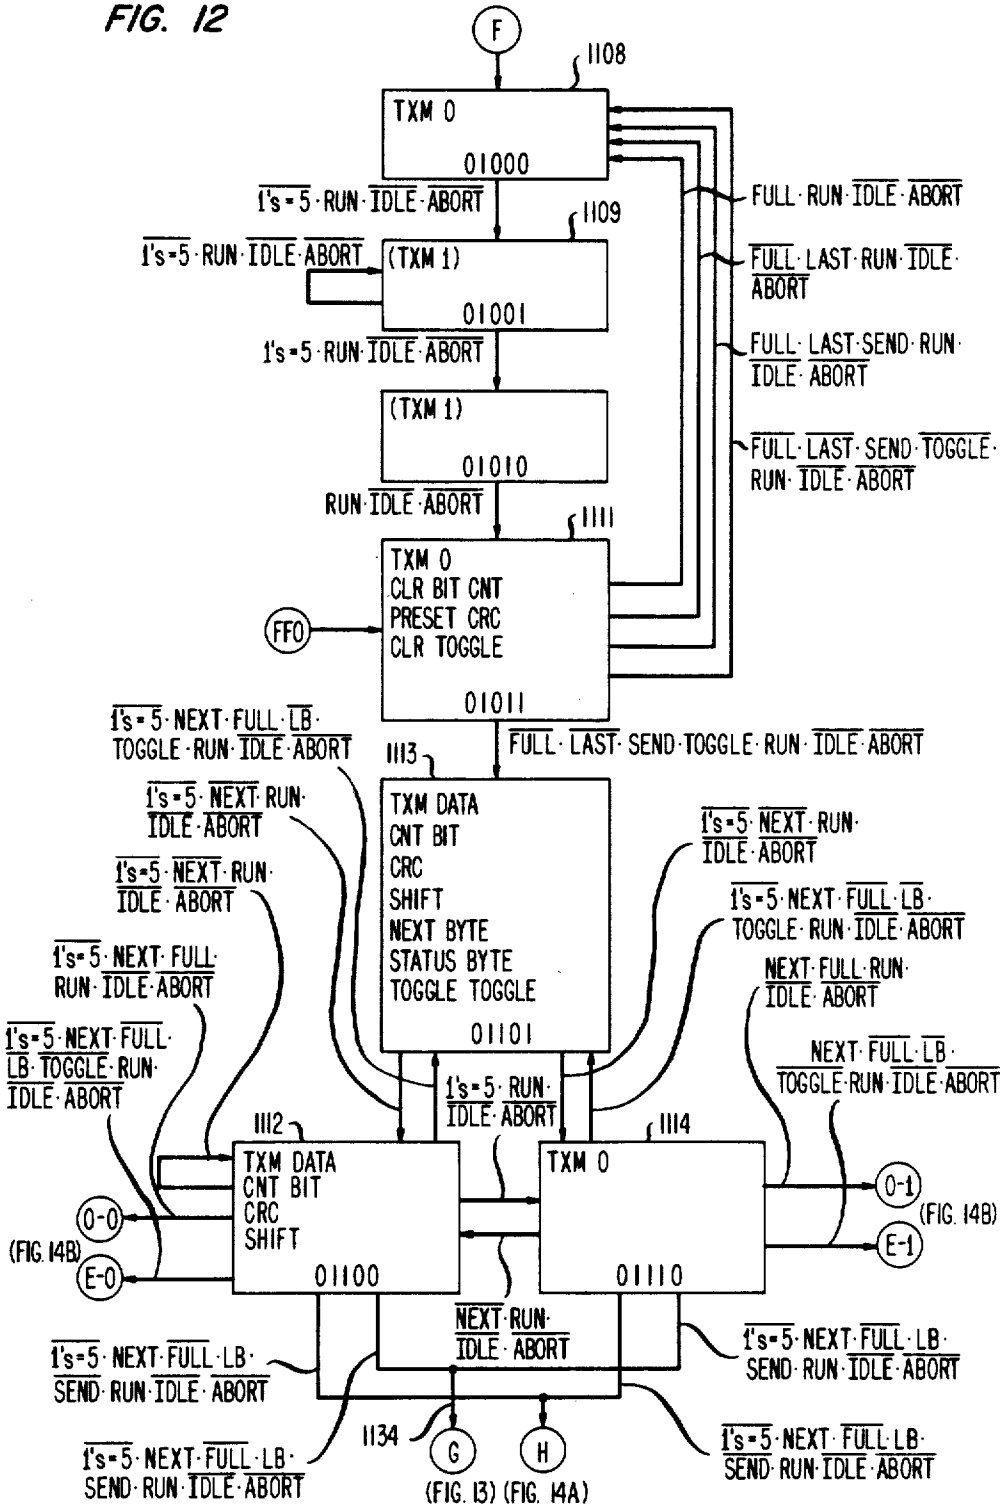 FIG. 12
F
1108
TXM 0
01000
1's=5·RUN·IDLE·ABORT
FULL·RUN·IDLE·ABORT
1109
1's=5·RUN·IDLE·ABORT
(TXM 1)
01001
FULL·LAST·RUN·IDLE·
ABORT
1's=5·RUN·IDLE·ABORT
FULL·LAST·SEND·RUN·
IDLE·ABORT
(TXM 1)
01010
FULL·LAST·SEND·TOGGLE·
RUN·IDLE·ABORT
RUN·IDLE·ABORT
1111
TXM 0
CLR BIT CNT
PRESET CRC
CLR TOGGLE
01011
FF0
1's=5·NEXT·FULL·LB·
TOGGLE·RUN·IDLE·ABORT
FULL·LAST·SEND·TOGGLE·RUN·IDLE·ABORT
1113
1's=5·NEXT·RUN·
IDLE·ABORT
TXM DATA
CNT BIT
CRC
SHIFT
NEXT BYTE
STATUS BYTE
TOGGLE TOGGLE
01101
1's=5·NEXT·RUN·
IDLE·ABORT
1's=5·NEXT·RUN·
IDLE·ABORT
1's=5·NEXT·FULL·LB·
TOGGLE·RUN·IDLE·ABORT
1's=5·NEXT·FULL·
RUN·IDLE·ABORT
NEXT·FULL·RUN·
IDLE·ABORT
1's=5·NEXT·FULL·
LB·TOGGLE·RUN·
IDLE·ABORT
NEXT·FULL·LB·
TOGGLE·RUN·IDLE·ABORT
1's=5·RUN·
IDLE·ABORT
1112
TXM DATA
CNT BIT
CRC
SHIFT
01100
1114
TXM 0
01110
0-0
(FIG. 14B)
E-0
0-1
(FIG. 14B)
E-1
NEXT·RUN·
IDLE·ABORT
1's=5·NEXT·FULL·LB·
SEND·RUN·IDLE·ABORT
1's=5·NEXT·FULL·LB·
SEND·RUN·IDLE·ABORT
1134
G
H
1's=5·NEXT·FULL·LB·
SEND·RUN·IDLE·ABORT
1's=5·NEXT·FULL·LB·
SEND·RUN·IDLE·ABORT
(FIG. 13) (FIG. 14A)